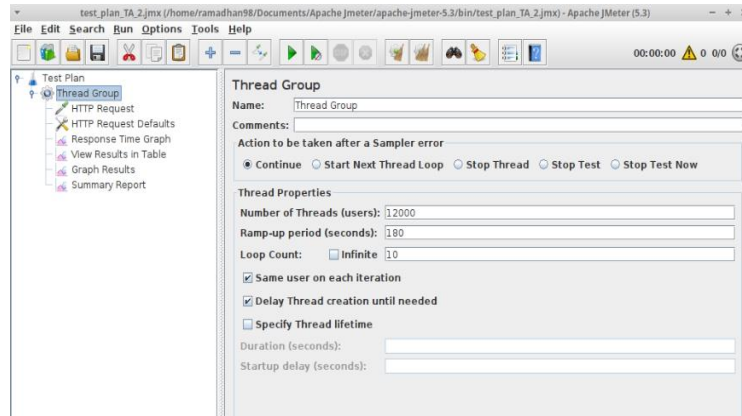 test_plan_TA_2.jmx (/home/ramadhan98/Documents/Apache Jmeter/apache-jmeter-5.3/bin/test_plan_TA_2.jmx) - Apache JMeter (5.3)
File Edit Search Run Options Tools Help
00:00:00 0 0/0
Test Plan
Thread Group
HTTP Request
HTTP Request Defaults
Response Time Graph
View Results in Table
Graph Results
Summary Report
Thread Group
Name: Thread Group
Comments:
Action to be taken after a Sampler error
Continue Start Next Thread Loop Stop Thread Stop Test Stop Test Now
Thread Properties
Number of Threads (users): 12000
Ramp-up period (seconds): 180
Loop Count: Infinite 10
Same user on each iteration
Delay Thread creation until needed
Specify Thread lifetime
Duration (seconds):
Startup delay (seconds):